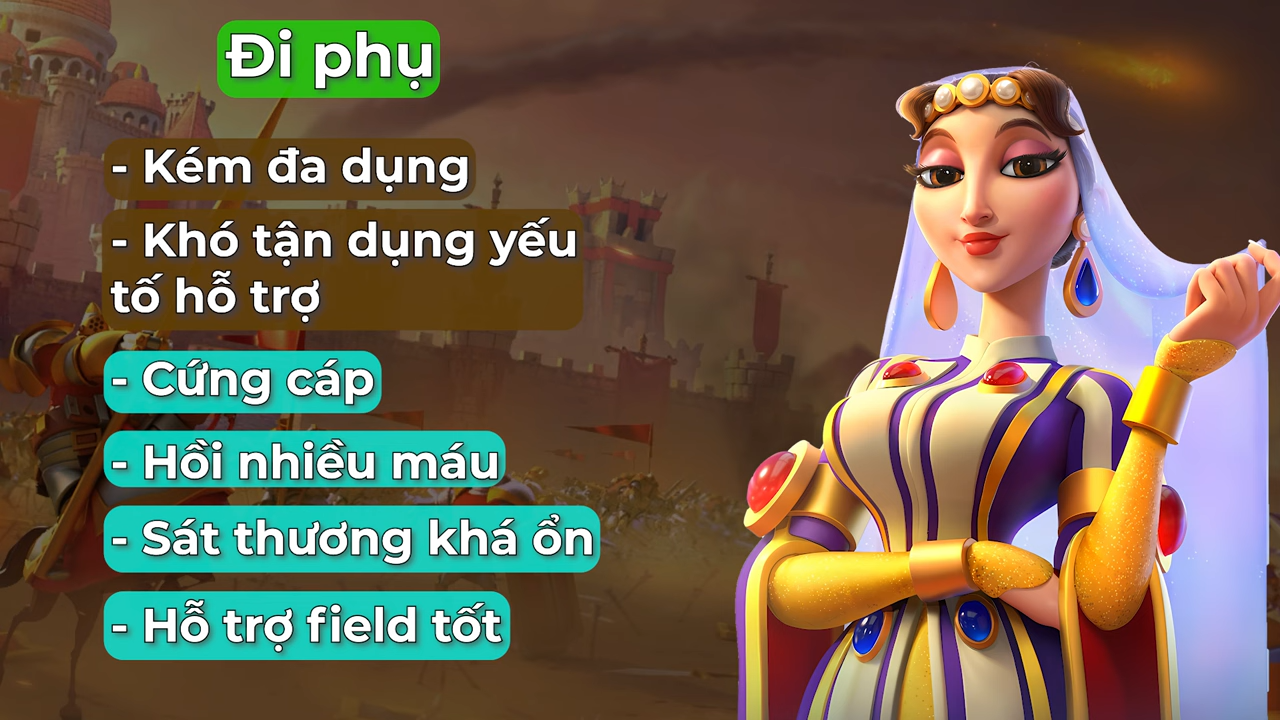 Đi phụ
- Kém đa dụng
- Khó tận dụng yếu
tố hỗ trợ
- Cứng cáp
- Hồi nhiều máu
- Sát thương khá ổn
- Hỗ trợ field tốt